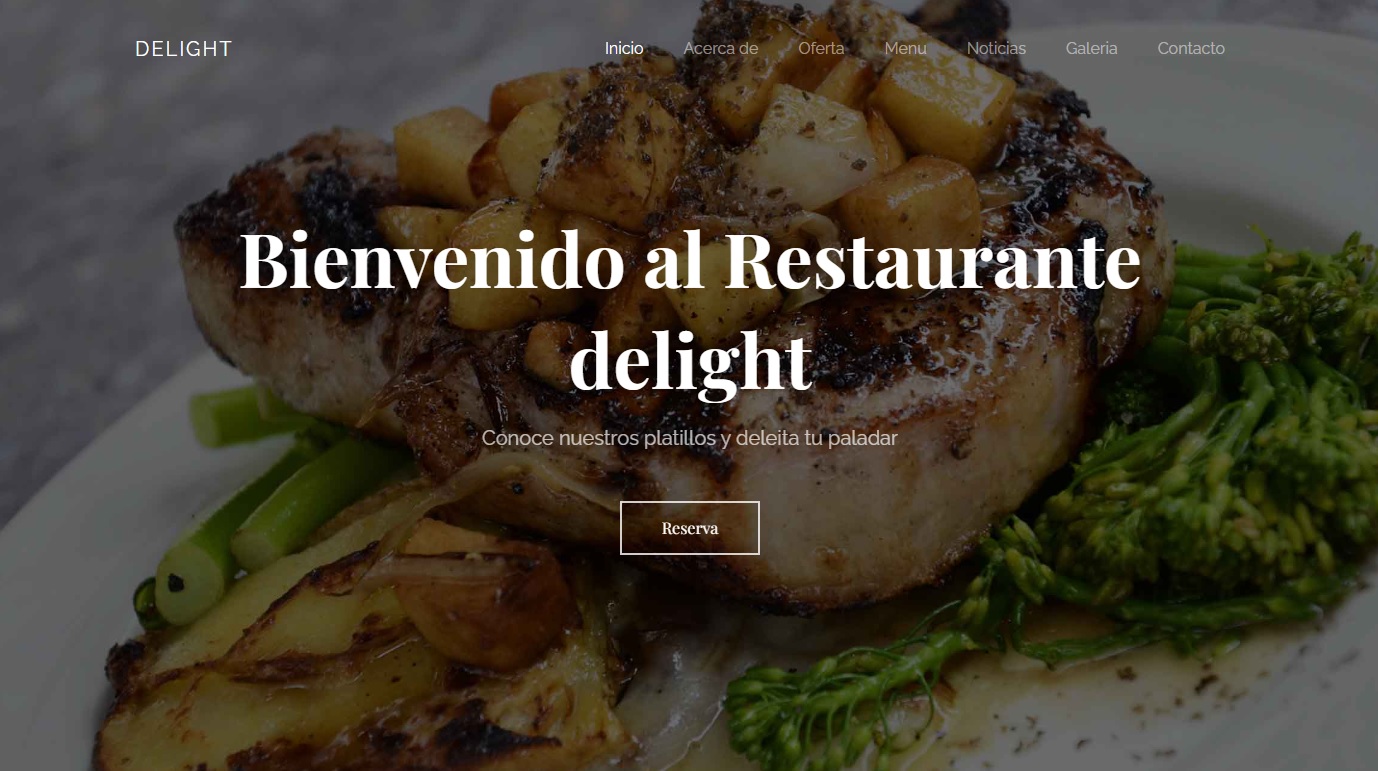 DELIGHT
Inicio Acerca de Oferta Menu Noticias Galeria Contacto
Bienvenido al Restaurante
delight
Conoce nuestros platillos y deleita tu paladar
Reserva